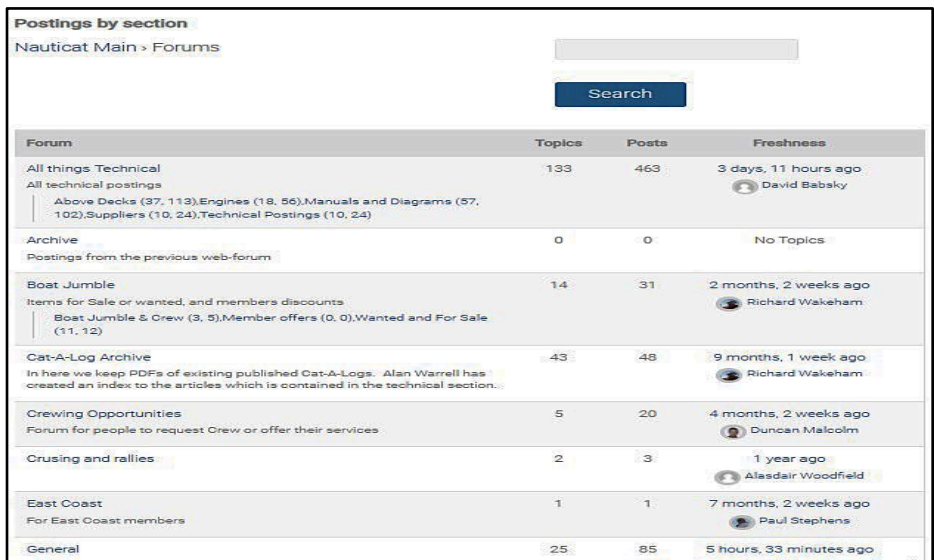 Postings by section
Nauticat Main › Forums
Search
Forum Topics Posts Freshness
All things Technical 133 463 3 days, 11 hours ago
All technical postings David Babsky
Above Decks (37, 113),Engines (18, 56),Manuals and Diagrams (57,
102),Suppliers (10, 24),Technical Postings (10, 24)
Archive 0 0 No Topics
Postings from the previous web-forum
Boat Jumble 14 31 2 months, 2 weeks ago
Items for Sale or wanted, and members discounts Richard Wakeham
Boat Jumble & Crew (3, 5),Member offers (0, 0),Wanted and For Sale
(11, 12)
Cat-A-Log Archive 43 48 9 months, 1 week ago
In here we keep PDFs of existing published Cat-A-Logs. Alan Warrell has Richard Wakeham
created an index to the articles which is contained in the technical section.
Crewing Opportunities 5 20 4 months, 2 weeks ago
Forum for people to request Crew or offer their services Duncan Malcolm
Crusing and rallies 2 3 1 year ago
Alasdair Woodfield
East Coast 1 1 7 months, 2 weeks ago
For East Coast members Paul Stephens
General 25 85 5 hours, 33 minutes ago